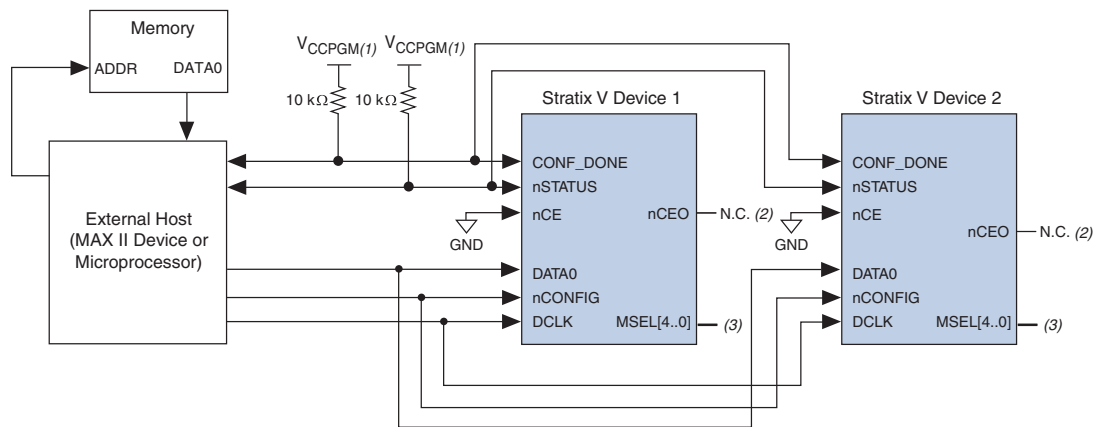 Memory
ADDR DATA0
VCCPGM(1) VCCPGM(1)
10 kΩ 10 kΩ
External Host
(MAX II Device or
Microprocessor)
Stratix V Device 1
CONF_DONE
nSTATUS
nCE
nCEO N.C. (2)
GND
DATA0
nCONFIG
DCLK MSEL[4..0] (3)
Stratix V Device 2
CONF_DONE
nSTATUS
nCE
GND
nCEO N.C. (2)
DATA0
nCONFIG
DCLK MSEL[4..0] (3)